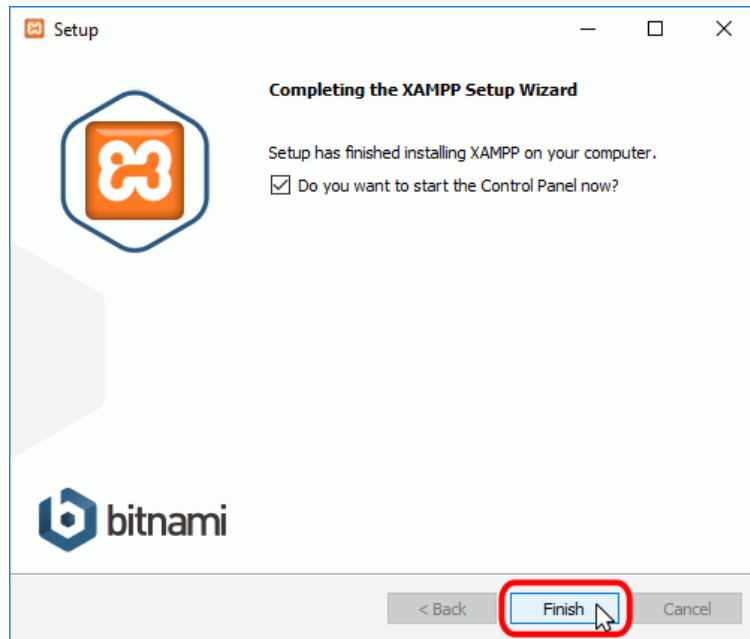 Setup
Completing the XAMPP Setup Wizard
Setup has finished installing XAMPP on your computer.
Do you want to start the Control Panel now?
bitnami
< Back
Finish
Cancel